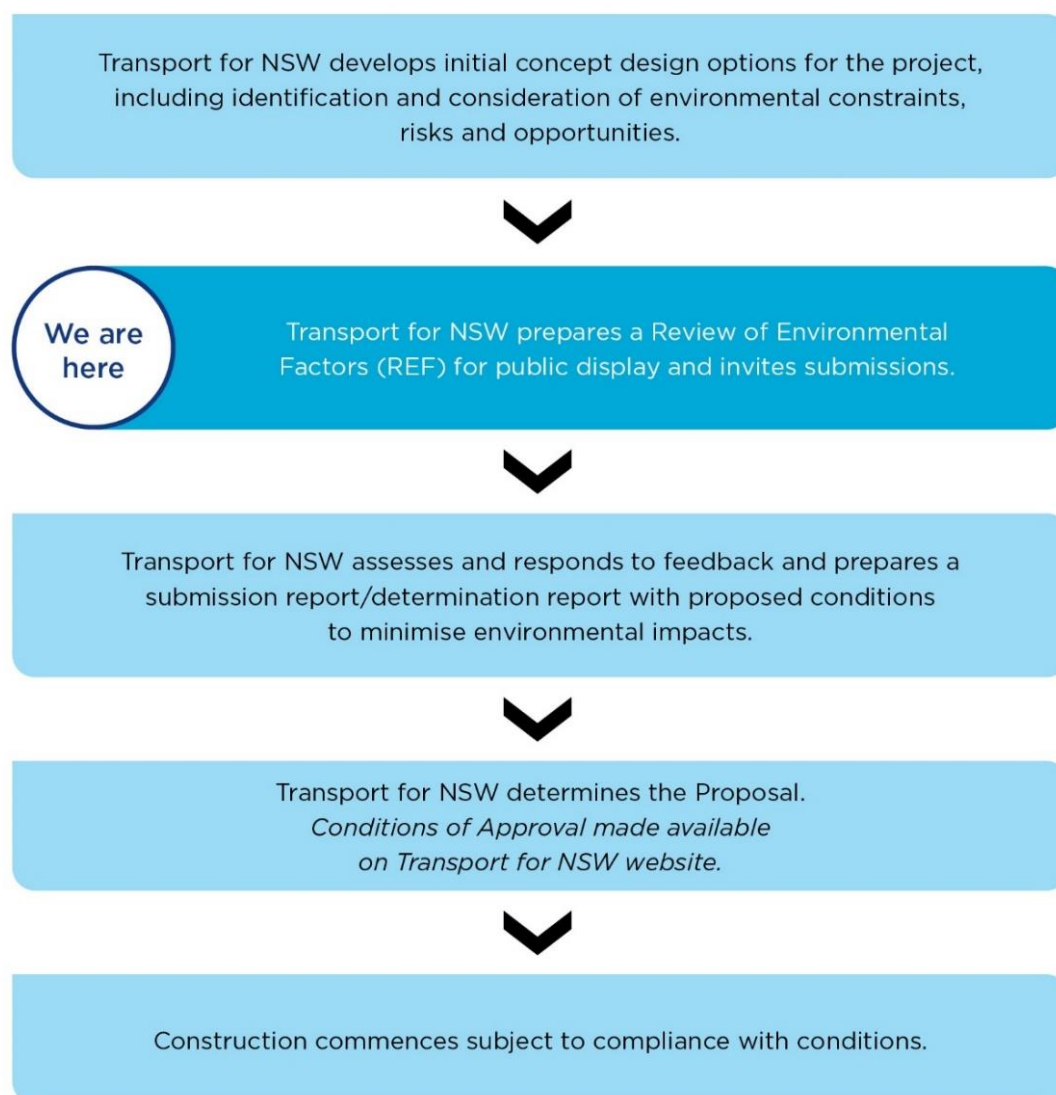 Transport for NSW develops initial concept design options for the project,
including identification and consideration of environmental constraints,
risks and opportunities.
We are
here
Transport for NSW prepares a Review of Environmental
Factors (REF) for public display and invites submissions.
Transport for NSW assesses and responds to feedback and prepares a
submission report/determination report with proposed conditions
to minimise environmental impacts.
Transport for NSW determines the Proposal.
Conditions of Approval made available
on Transport for NSW website.
Construction commences subject to compliance with conditions.